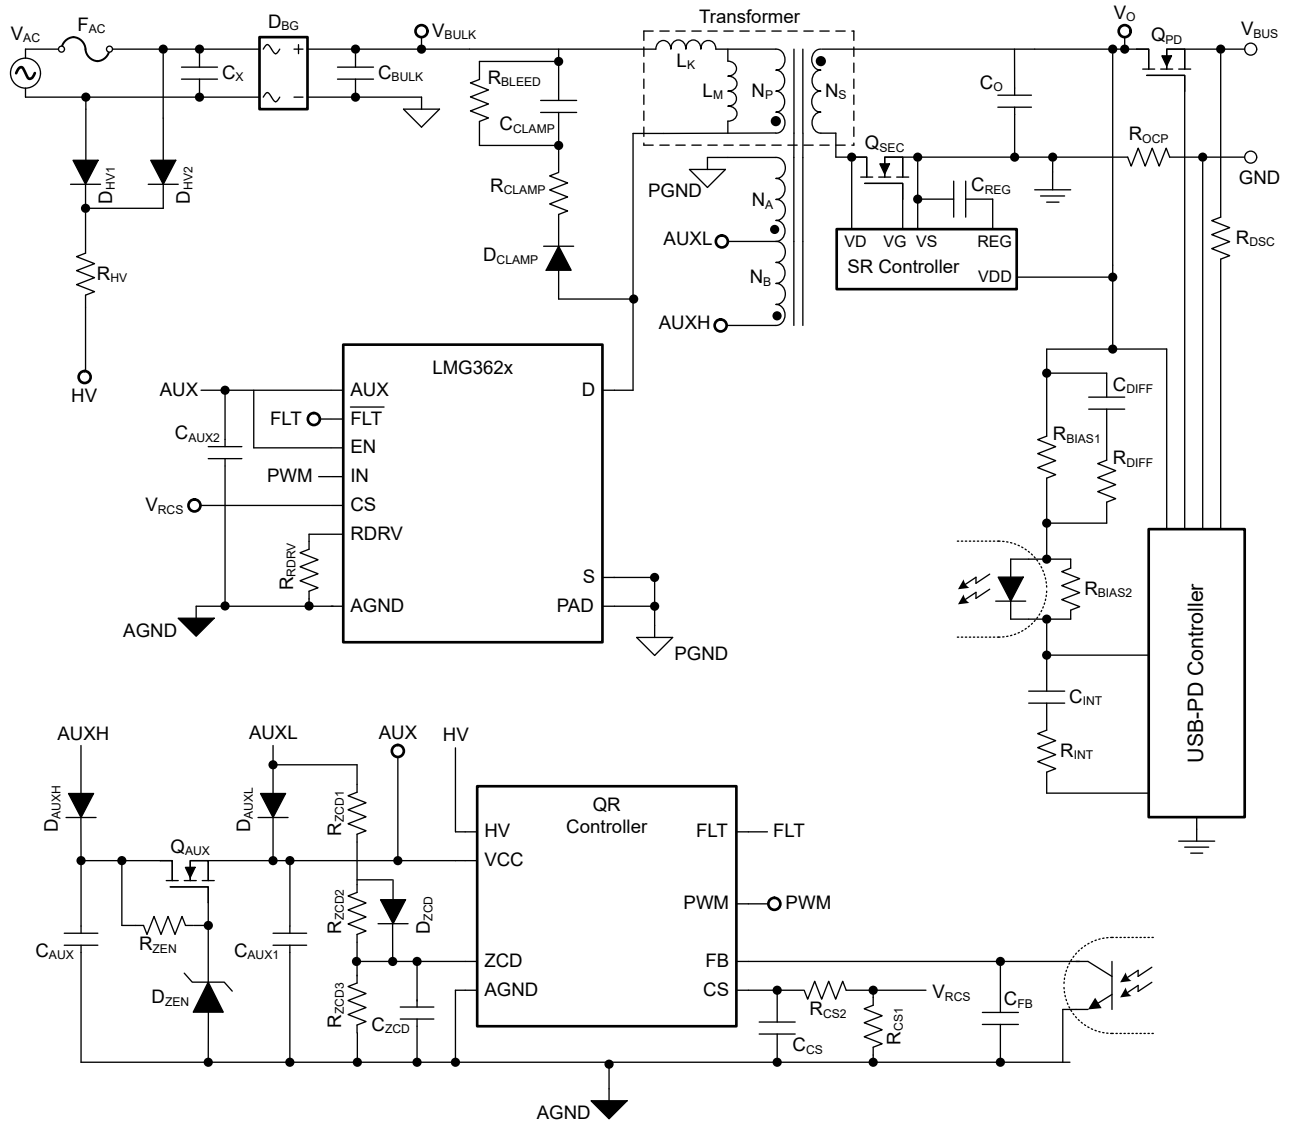 Transformer
VAC
FAC
DBG
VBULK
VO
QPD
VBUS
CX
CBULK
RBLEED
CCLAMP
LK
LM
NP
NS
CO
ROCP
GND
DHV1
DHV2
RCLAMP
PGND
NA
QSEC
CREG
AUXL
VD
VG
VS
REG
SR Controller
VDD
RDSC
RHV
DCLAMP
NB
AUXH
HV
LMG362x
AUX
AUX
D
FLT
FLT
CAUX2
EN
PWM
IN
VRCS
CS
RDRV
RRDRV
S
AGND
PAD
AGND
PGND
CDIFF
RBIAS1
RDIFF
RBIAS2
USB-PD Controller
CINT
RINT
AUXH
AUXL
AUX
HV
DAUXH
DAUXL
RZCD1
QR
Controller
HV
FLT
FLT
QAUX
VCC
RZCD2
DZCD
PWM
PWM
RZEN
CAUX
CAUX1
ZCD
FB
DZEN
RZCD3
CZCD
AGND
CS
RCS2
VRCS
RCS1
CFB
CCS
AGND